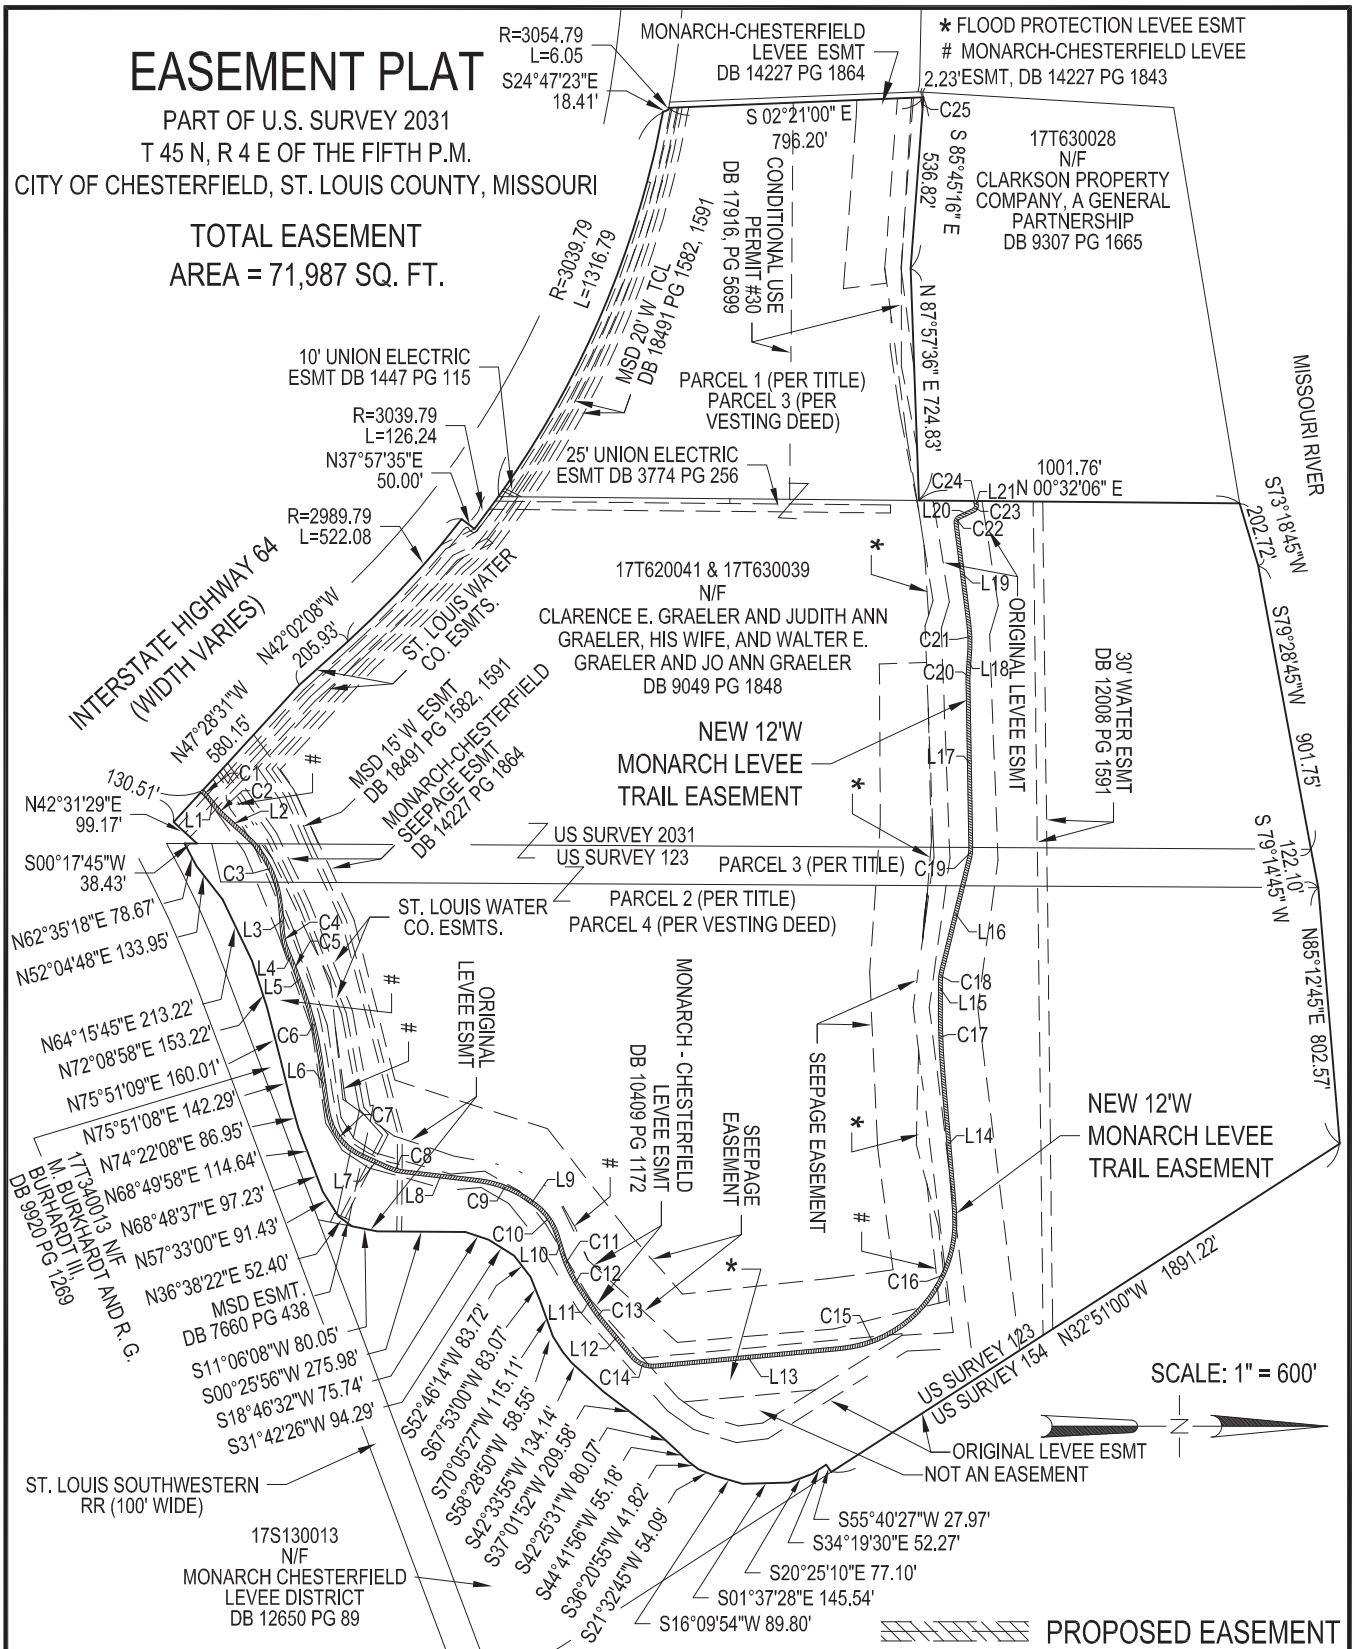 EASEMENT PLAT
PART OF U.S. SURVEY 2031
T 45 N, R 4 E OF THE FIFTH P.M.
CITY OF CHESTERFIELD, ST. LOUIS COUNTY, MISSOURI
TOTAL EASEMENT
AREA = 71,987 SQ. FT.
R=3054.79
L=6.05
S24°47'23"E
18.41'
MONARCH-CHESTERFIELD
LEVEE ESMT
DB 14227 PG 1864
* FLOOD PROTECTION LEVEE ESMT
# MONARCH-CHESTERFIELD LEVEE
ESMT, DB 14227 PG 1843
2.23'
C25
S 02°21'00" E
796.20'
S 85°45'16" E
536.82'
17T630028
N/F
CLARKSON PROPERTY
COMPANY, A GENERAL
PARTNERSHIP
DB 9307 PG 1665
CONDITIONAL USE
PERMIT #30
DB 17916, PG 5699
R=3039.79
L=1316.79
MSD 20' W TCL
DB 18491 PG 1582, 1591
N 87°57'36" E 724.83'
10' UNION ELECTRIC
ESMT DB 1447 PG 115
PARCEL 1 (PER TITLE)
PARCEL 3 (PER
VESTING DEED)
MISSOURI RIVER
R=3039.79
L=126.24
N37°57'35"E
50.00'
25' UNION ELECTRIC
ESMT DB 3774 PG 256
1001.76'
N 00°32'06" E
C24
L21
L20
C23
C22
S73°18'45"W
202.72'
R=2989.79
L=522.08
INTERSTATE HIGHWAY 64
(WIDTH VARIES)
N42°02'08"W
205.93'
ST. LOUIS WATER
CO. ESMTS.
*
17T620041 & 17T630039
N/F
CLARENCE E. GRAELER AND JUDITH ANN
GRAELER, HIS WIFE, AND WALTER E.
GRAELER AND JO ANN GRAELER
DB 9049 PG 1848
L19
C21
C20
L18
ORIGINAL LEVEE ESMT
30' WATER ESMT
DB 12008 PG 1591
S79°28'45"W 901.75'
N47°28'31"W
580.15'
MSD 15' W ESMT
DB 18491 PG 1582, 1591
MONARCH-CHESTERFIELD
SEEPAGE ESMT
DB 14227 PG 1864
NEW 12'W
MONARCH LEVEE
TRAIL EASEMENT
L17
*
#
130.51'
N42°31'29"E
99.17'
C1
C2
L1
L2
US SURVEY 2031
US SURVEY 123
PARCEL 3 (PER TITLE)
C19
S 79°14'45" W
122.10'
S00°17'45"W
38.43'
C3
PARCEL 2 (PER TITLE)
PARCEL 4 (PER VESTING DEED)
ST. LOUIS WATER
CO. ESMTS.
N62°35'18"E 78.67'
N52°04'48"E 133.95'
L3
C4
C5
L4
L5
L16
C18
L15
C17
N85°12'45"E 802.57'
N64°15'45"E 213.22'
N72°08'58"E 153.22'
N75°51'09"E 160.01'
N75°51'08"E 142.29'
N74°22'08"E 86.95'
N68°49'58"E 114.64'
N68°48'37"E 97.23'
N57°33'00"E 91.43'
N36°38'22"E 52.40'
C6
L6
#
#
ORIGINAL
LEVEE ESMT
MONARCH - CHESTERFIELD
LEVEE ESMT
DB 10409 PG 1172
SEEPAGE
EASEMENT
SEEPAGE EASEMENT
*
NEW 12'W
MONARCH LEVEE
TRAIL EASEMENT
17T340013 N/F
M. BURKHARDT AND R. G.
BURHARDT III,
DB 9920 PG 1269
C7
C8
L7
L8
L9
#
C9
C10
L10
C11
C12
L11
C13
L12
C14
L13
C15
C16
L14
#
*
MSD ESMT.
DB 7660 PG 438
S11°06'08"W 80.05'
S00°25'56"W 275.98'
S18°46'32"W 75.74'
S31°42'26"W 94.29'
S52°46'14"W 83.72'
S67°53'00"W 83.07'
S70°05'27"W 115.11'
S58°28'50"W 58.55'
S42°33'55"W 134.14'
S37°01'52"W 209.58'
S42°25'31"W 80.07'
S44°41'56"W 55.18'
S36°20'55"W 41.82'
S21°32'45"W 54.09'
N32°51'00"W 1891.22'
US SURVEY 123
US SURVEY 154
SCALE: 1" = 600'
N
ORIGINAL LEVEE ESMT
NOT AN EASEMENT
ST. LOUIS SOUTHWESTERN
RR (100' WIDE)
17S130013
N/F
MONARCH CHESTERFIELD
LEVEE DISTRICT
DB 12650 PG 89
S55°40'27"W 27.97'
S34°19'30"E 52.27'
S20°25'10"E 77.10'
S01°37'28"E 145.54'
S16°09'54"W 89.80'
PROPOSED EASEMENT